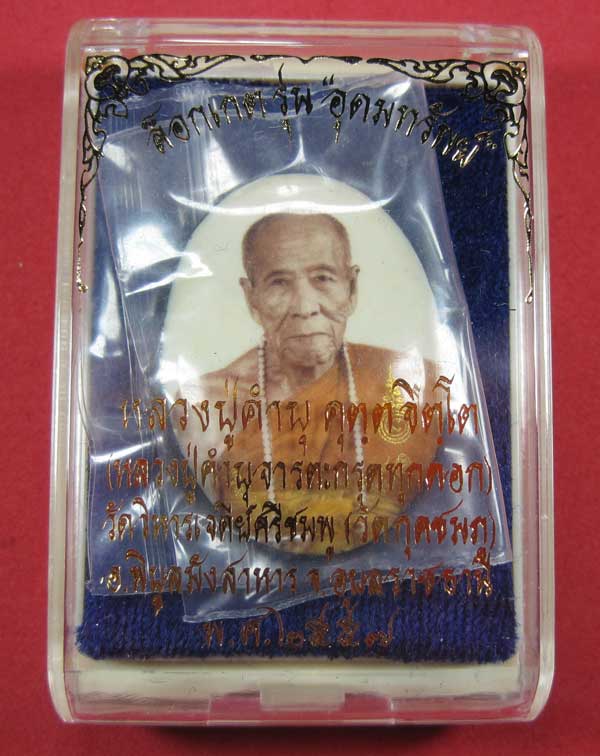 ล็อกเกต รุ่น "อุดมทรัพย์"
หลวงปู่คำบุ คุตฺตจิตฺโต
(หลวงปู่คำบุจารตะกรุดทุกดอก)
วัดวิหารเจดีย์ศรีชมพู (วัดกุดชมภู)
อ.พิบูลมังสาหาร จ.อุบลราชธานี
พ.ศ.๒๕๕๗